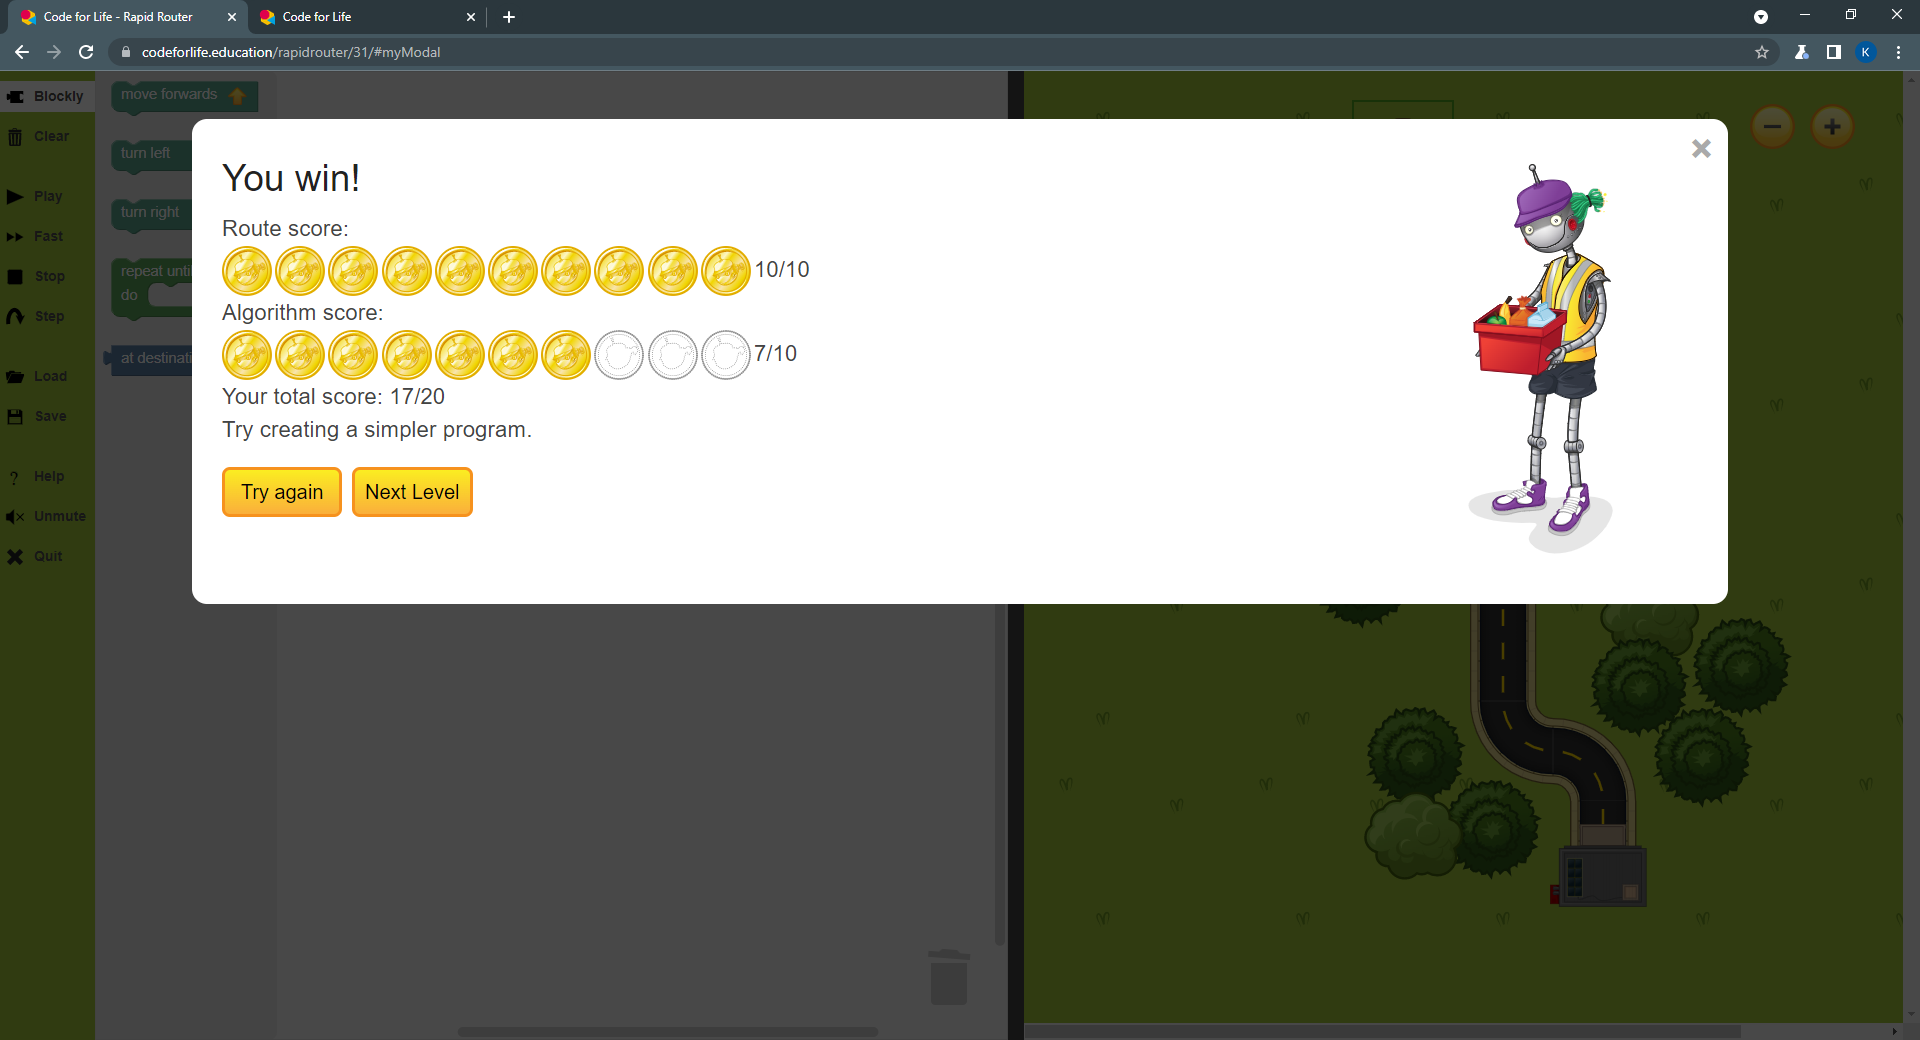 Code for Life - Rapid Router
Code for Life
codeforlife.education/rapidrouter/31/#myModal
K
Blockly
Clear
Play
Fast
Stop
Step
Load
Save
? Help
Unmute
Quit
move forwards
turn left
turn right
repeat until
do
at destinati
You win!
Route score:
10/10
Algorithm score:
7/10
Your total score: 17/20
Try creating a simpler program.
Try again
Next Level